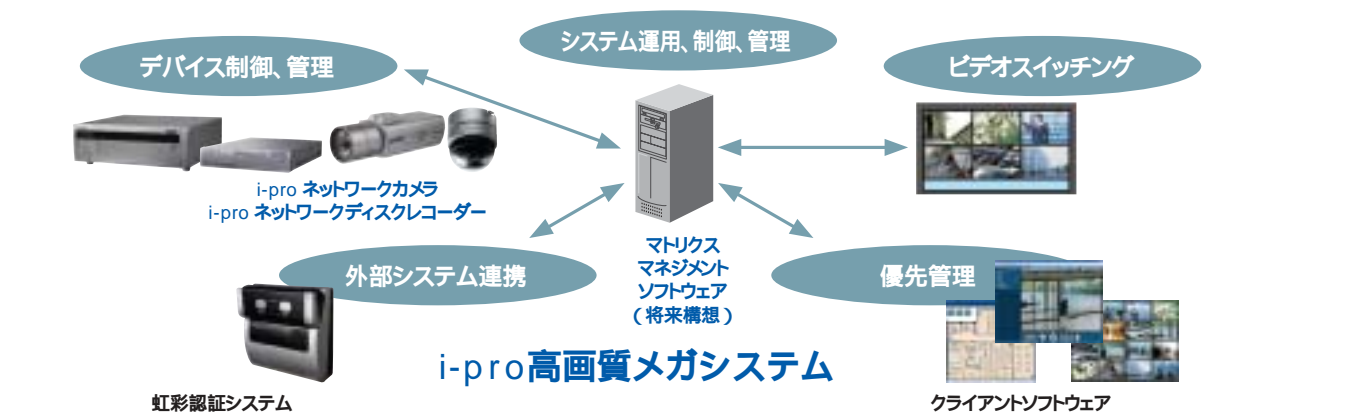 システム運用、制御、管理
デバイス制御、管理
ビデオスイッチング
i-pro ネットワークカメラ
i-pro ネットワークディスクレコーダー
マトリクス
マネジメント
ソフトウェア
(将来構想)
外部システム連携
優先管理
i-pro高画質メガシステム
虹彩認証システム
クライアントソフトウェア